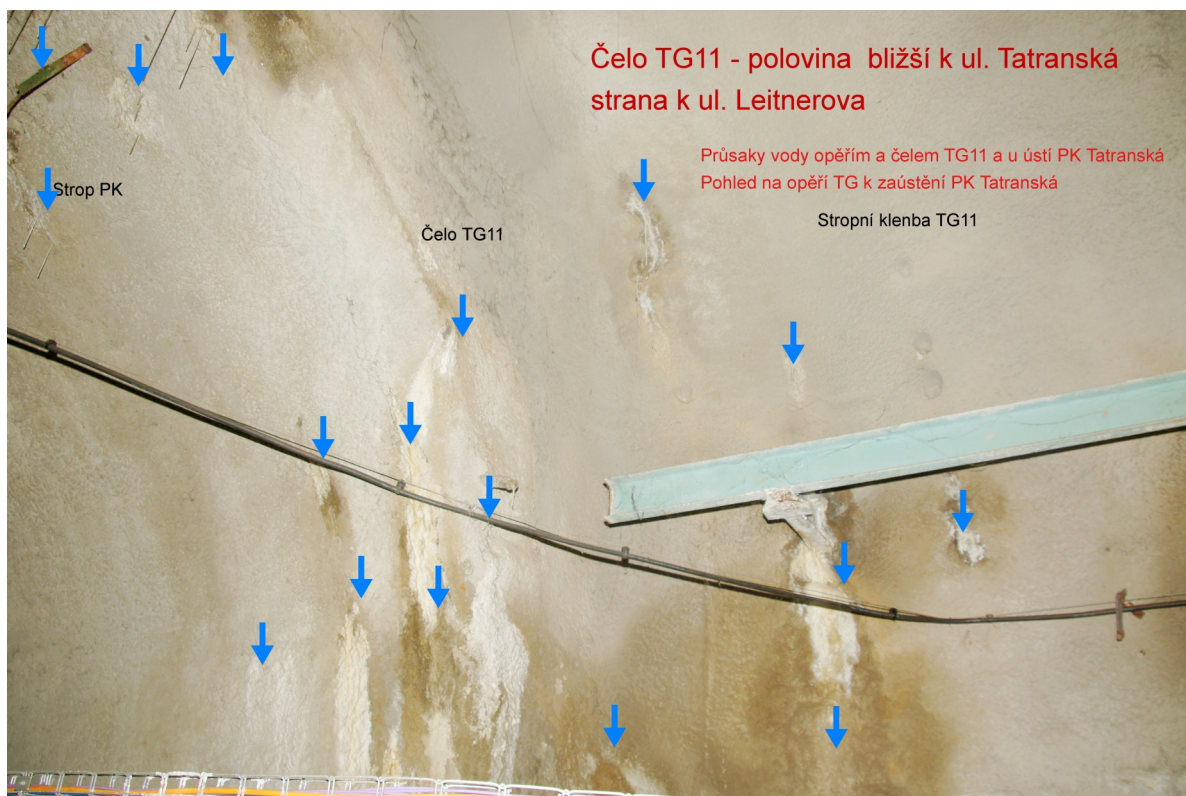 Čelo TG11 - polovina  bližší k ul. Tatranská
strana k ul. Leitnerova
Průsaky vody opěřím a čelem TG11 a u ústí PK Tatranská
Pohled na opěří TG k zaústění PK Tatranská
Strop PK
Čelo TG11
Stropní klenba TG11